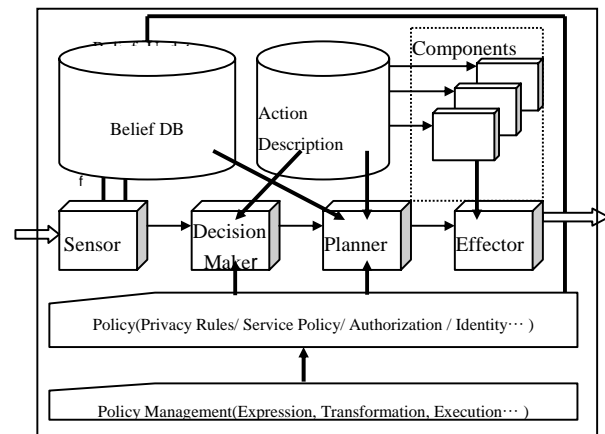 Components
Belief DB
Action
Description
f
Sensor
Decision
Maker
Planner
Effector
Policy(Privacy Rules/ Service Policy/ Authorization / Identity⋯ )
Policy Management(Expression, Transformation, Execution⋯ )